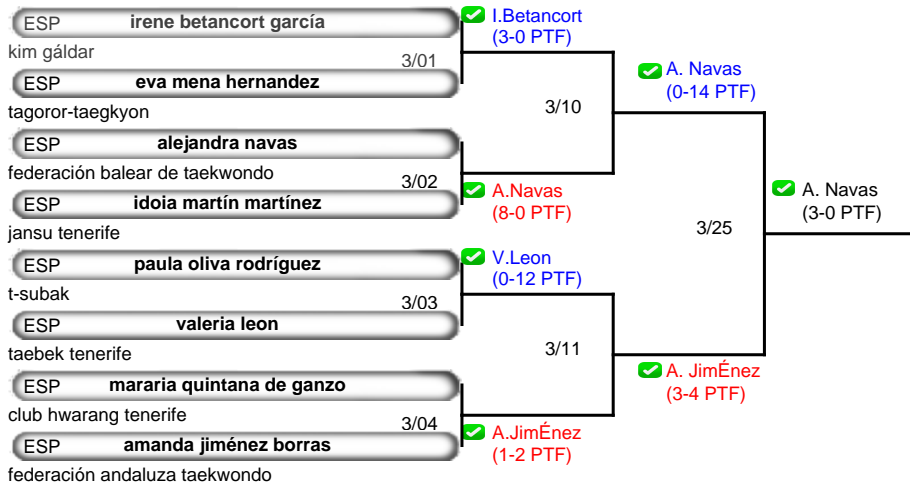 ESP irene betancort garcía
kim gáldar
3/01
ESP eva mena hernandez
tagoror-taegkyon
ESP alejandra navas
federación balear de taekwondo
3/02
ESP idoia martín martínez
jansu tenerife
ESP paula oliva rodríguez
t-subak
3/03
ESP valeria leon
taebek tenerife
ESP mararia quintana de ganzo
club hwarang tenerife
3/04
ESP amanda jiménez borras
federación andaluza taekwondo
I.Betancort
(3-0 PTF)
3/10
A.Navas
(8-0 PTF)
V.Leon
(0-12 PTF)
3/11
A.JimÉnez
(1-2 PTF)
A. Navas
(0-14 PTF)
3/25
A. JimÉnez
(3-4 PTF)
A. Navas
(3-0 PTF)